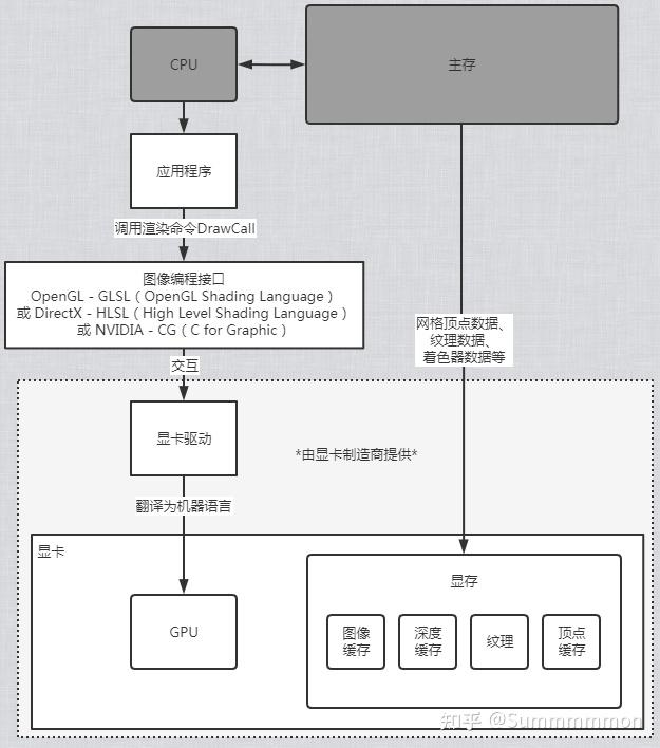 CPU
主存
应用程序
调用渲染命令DrawCall
图像编程接口
OpenGL - GLSL（OpenGL Shading Language）
或 DirectX - HLSL（High Level Shading Language）
或 NVIDIA - CG（C for Graphic）
网格顶点数据、
纹理数据、
着色器数据等
交互
显卡驱动
*由显卡制造商提供*
翻译为机器语言
显卡
显存
GPU
图像
缓存
深度
缓存
纹理
顶点
缓存
知乎 @Summmmmon